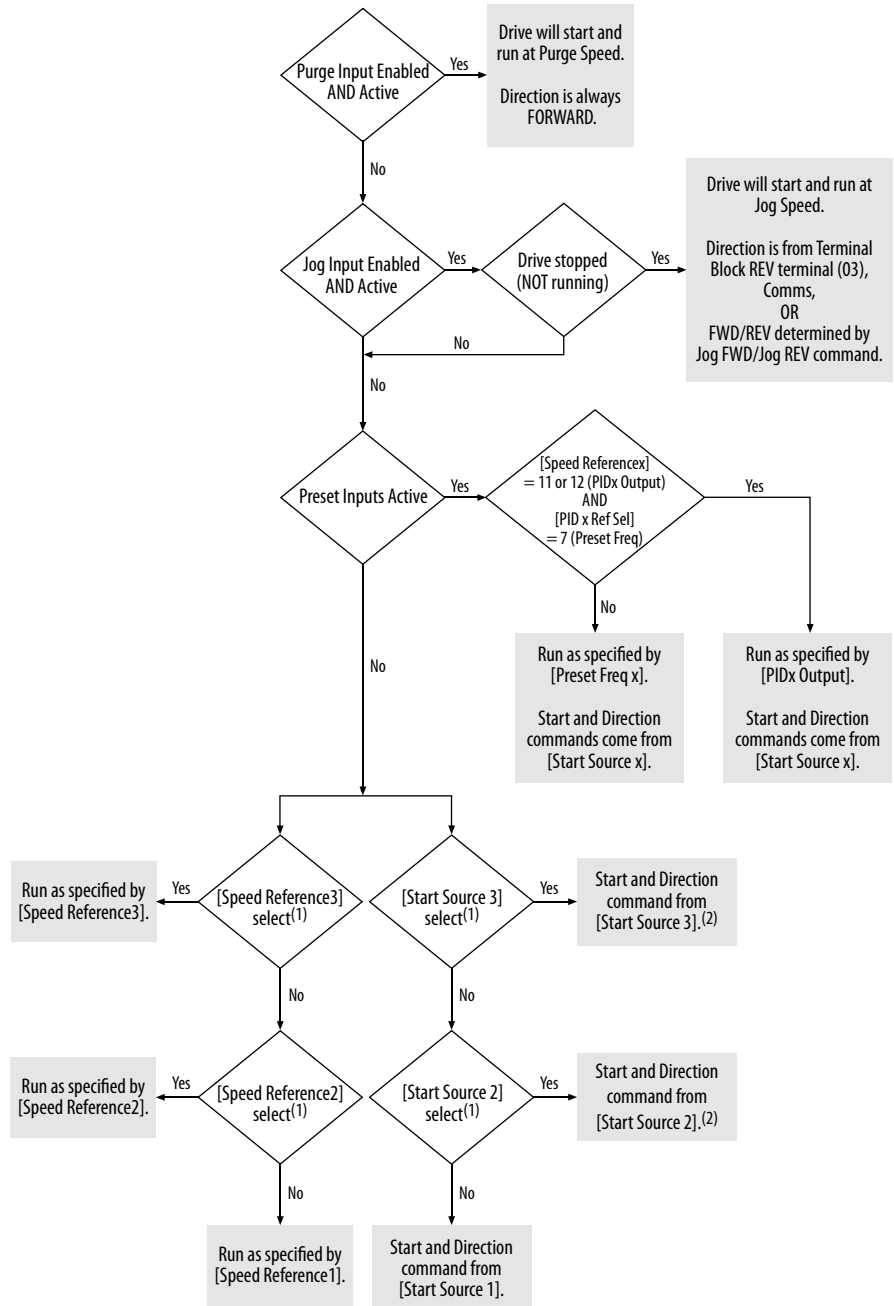 Purge Input Enabled
AND Active
Yes
Drive will start and
run at Purge Speed.
Direction is always
FORWARD.
No
Jog Input Enabled
AND Active
Yes
Drive stopped
(NOT running)
Yes
Drive will start and run at
Jog Speed.
Direction is from Terminal
Block REV terminal (03),
Comms,
OR
FWD/REV determined by
Jog FWD/Jog REV command.
No
No
Preset Inputs Active
Yes
[Speed Referencex]
= 11 or 12 (PIDx Output)
AND
[PID x Ref Sel]
= 7 (Preset Freq)
Yes
No
No
Run as specified by
[Preset Freq x].
Start and Direction
commands come from
[Start Source x].
Run as specified by
[PIDx Output].
Start and Direction
commands come from
[Start Source x].
Run as specified by
[Speed Reference3].
Yes
[Speed Reference3]
select(1)
[Start Source 3]
select(1)
Yes
Start and Direction
command from
[Start Source 3].(2)
No
No
Run as specified by
[Speed Reference2].
Yes
[Speed Reference2]
select(1)
[Start Source 2]
select(1)
Yes
Start and Direction
command from
[Start Source 2].(2)
No
No
Run as specified by
[Speed Reference1].
Start and Direction
command from
[Start Source 1].